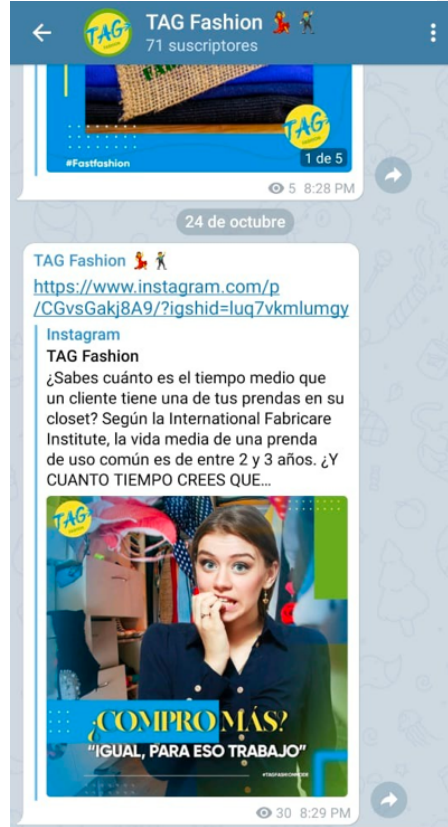 TAG Fashion 💃🕺
71 suscriptores
TAG
#Fastfashion
1 de 5
5 8:28 PM
24 de octubre
TAG Fashion 💃🕺
https://www.instagram.com/p
/CGvsGakj8A9/?igshid=luq7vkmlumgy
Instagram
TAG Fashion
¿Sabes cuánto es el tiempo medio que
un cliente tiene una de tus prendas en su
closet? Según la International Fabricare
Institute, la vida media de una prenda
de uso común es de entre 2 y 3 años. ¿Y
CUANTO TIEMPO CREES QUE...
TAG
¿COMPRO MÁS?
"IGUAL, PARA ESO TRABAJO"
30 8:29 PM